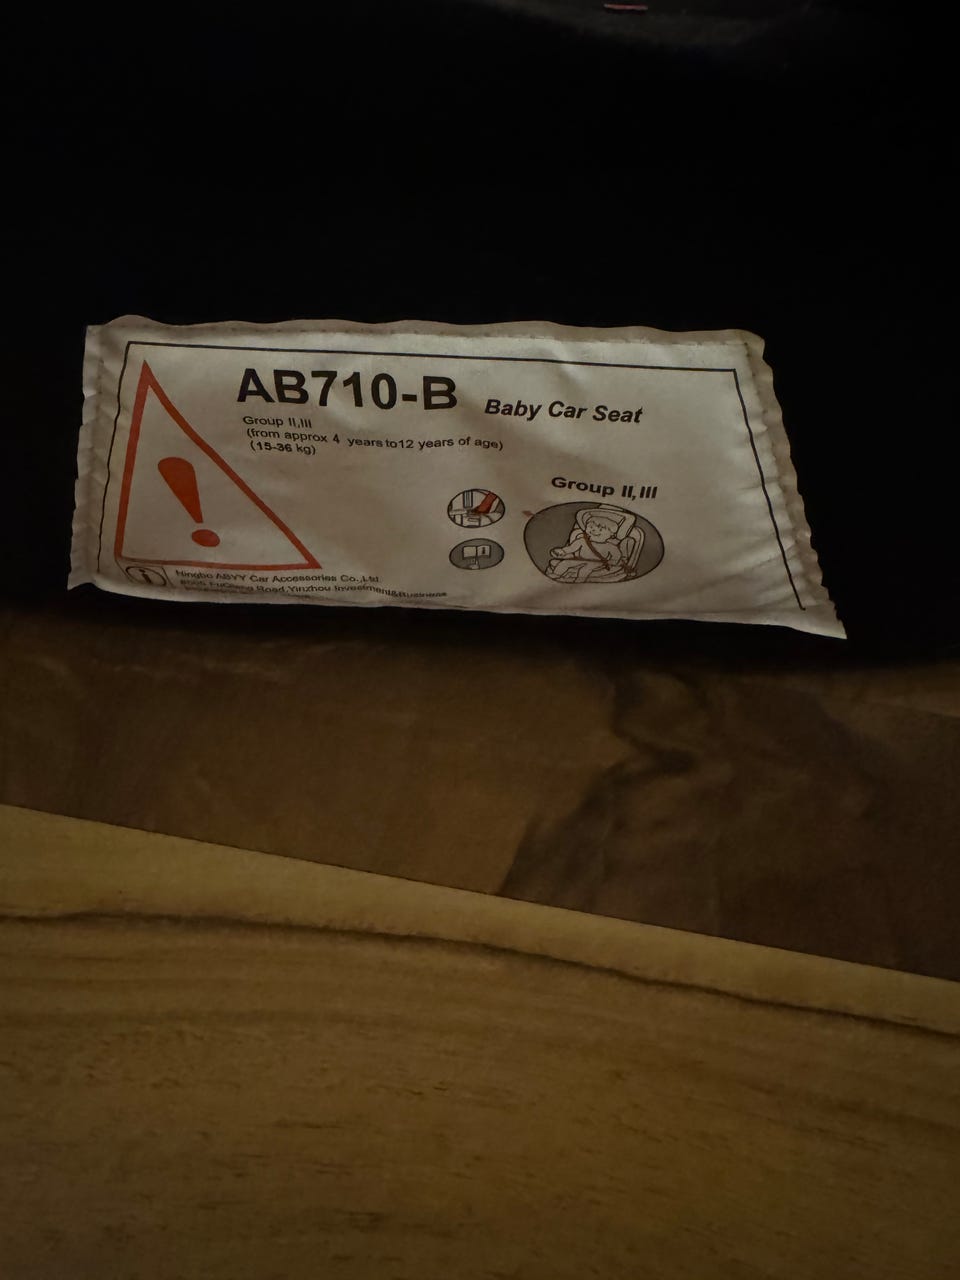 AB710-B Baby Car Seat
Group II,III
(from approx 4 years to12 years of age)
(15-36 kg)
Group II,III
Ningbo ABYY Car Accessories Co.,Ltd
Road,Yinzhou Investment&Business